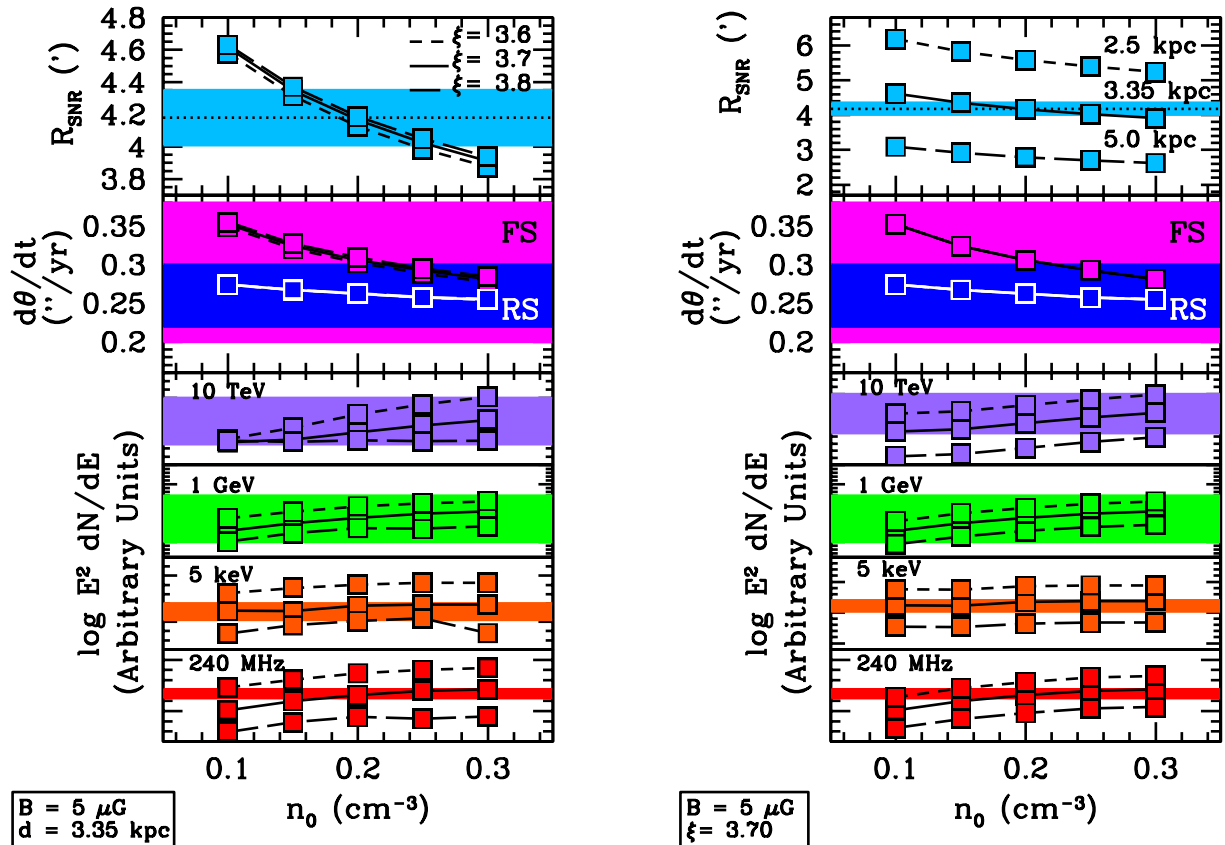 R_SNR (')
4.8
4.6
4.4
4.2
4
3.8
ξ= 3.6
ξ= 3.7
ξ= 3.8
dθ/dt
(''/yr)
0.35
0.3
0.25
0.2
FS
RS
log E² dN/dE
(Arbitrary Units)
10 TeV
1 GeV
5 keV
240 MHz
0.1 0.2 0.3
n₀ (cm⁻³)
B = 5 μG
d = 3.35 kpc
R_SNR (')
6
5
4
3
2
2.5 kpc
3.35 kpc
5.0 kpc
dθ/dt
(''/yr)
0.35
0.3
0.25
0.2
FS
RS
log E² dN/dE
(Arbitrary Units)
10 TeV
1 GeV
5 keV
240 MHz
0.1 0.2 0.3
n₀ (cm⁻³)
B = 5 μG
ξ= 3.70